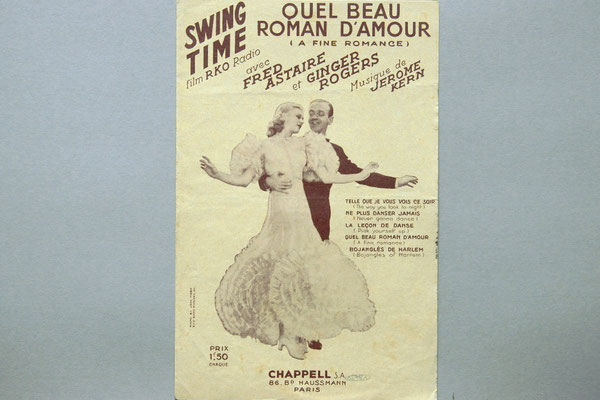 SWING
TIME
film RKO Radio
QUEL BEAU
ROMAN D'AMOUR
(A FINE ROMANCE)
avec
FRED
ASTAIRE
et GINGER
ROGERS
Musique de
JEROME
KERN
TELLE QUE JE VOUS VOIS CE SOIR
(The way you look to-night)
NE PLUS DANSER JAMAIS
(Never gonna dance)
LA LEÇON DE DANSE
(Pick yourself up)
QUEL BEAU ROMAN D'AMOUR
(A fine romance)
BOJANGLÈS DE HARLEM
(Bojangles of Harlem)
PRIX
1.50
CHAQUE
CHAPPELL S.A.
86, BD HAUSSMANN
PARIS